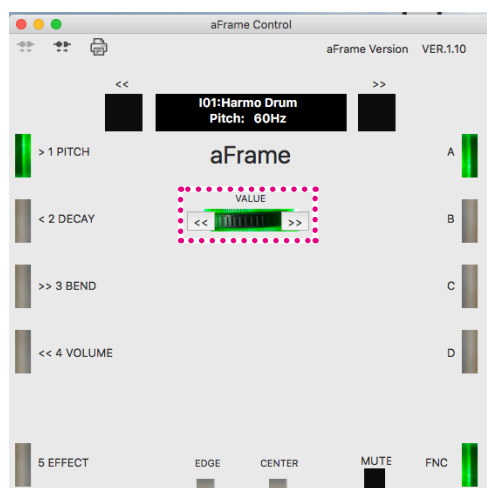 aFrame Control
aFrame Version VER.1.10
<< >>
I01:Harmo Drum
Pitch: 60Hz
> 1 PITCH aFrame A
VALUE
< 2 DECAY << >> B
>> 3 BEND C
<< 4 VOLUME D
5 EFFECT EDGE CENTER MUTE FNC